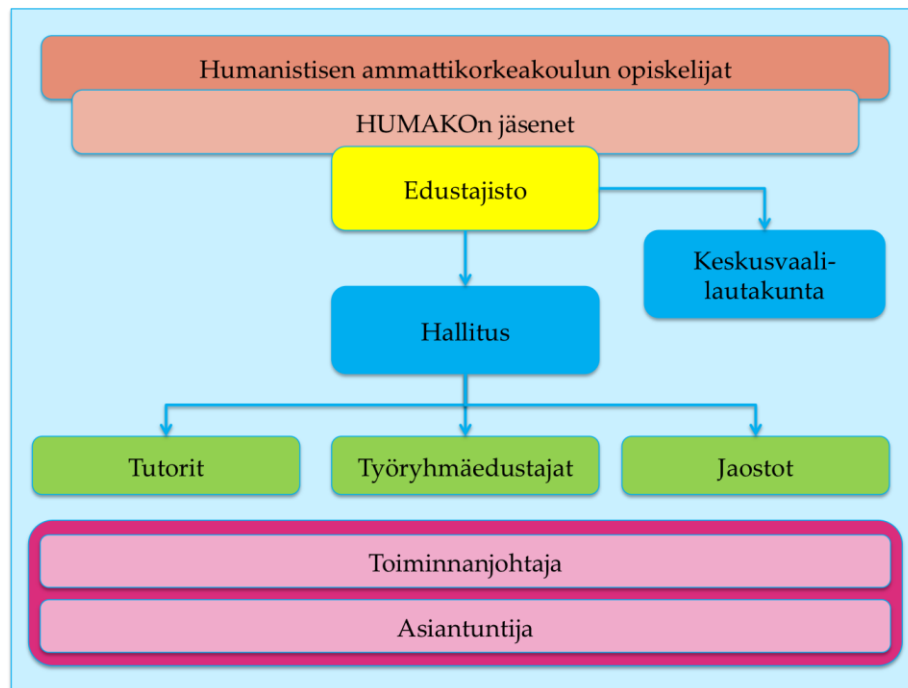 Humanistisen ammattikorkeakoulun opiskelijat
HUMAKOn jäsenet
Edustajisto
Keskusvaali-
lautakunta
Hallitus
Tutorit
Työryhmäedustajat
Jaostot
Toiminnanjohtaja
Asiantuntija